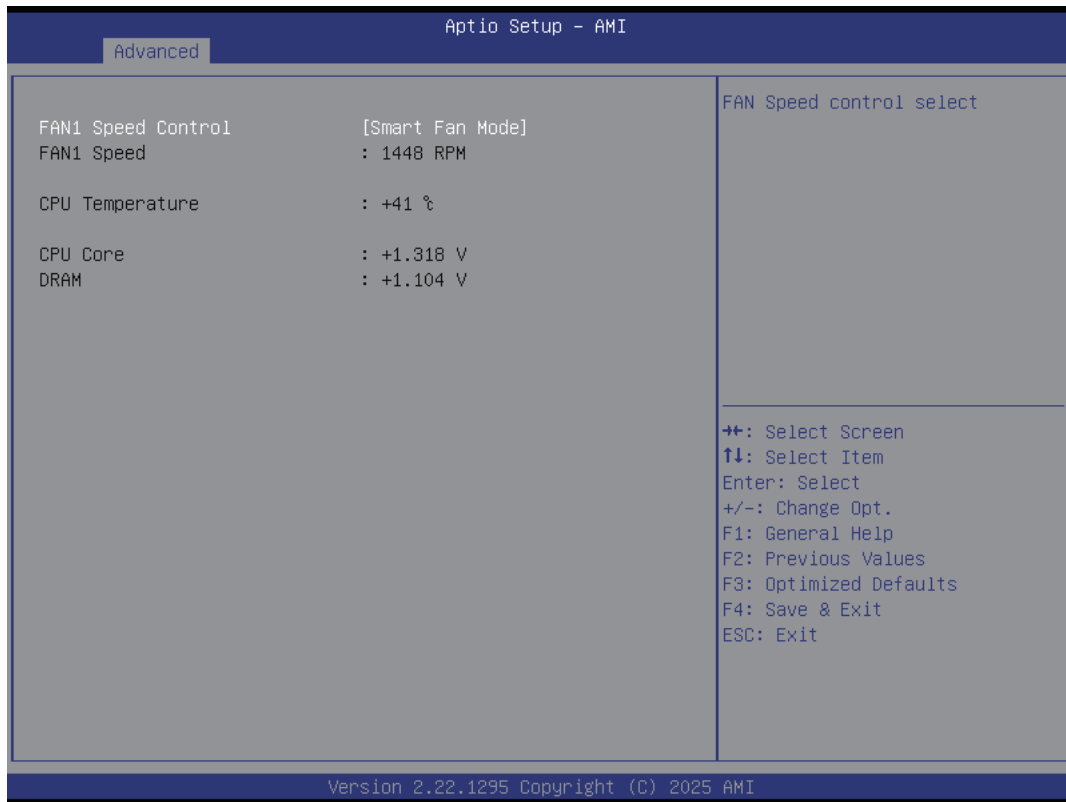 Aptio Setup – AMI
Advanced
FAN1 Speed Control [Smart Fan Mode]
FAN1 Speed : 1448 RPM
CPU Temperature : +41 ℃
CPU Core : +1.318 V
DRAM : +1.104 V
FAN Speed control select
→←: Select Screen
↑↓: Select Item
Enter: Select
+/-: Change Opt.
F1: General Help
F2: Previous Values
F3: Optimized Defaults
F4: Save & Exit
ESC: Exit
Version 2.22.1295 Copyright (C) 2025 AMI